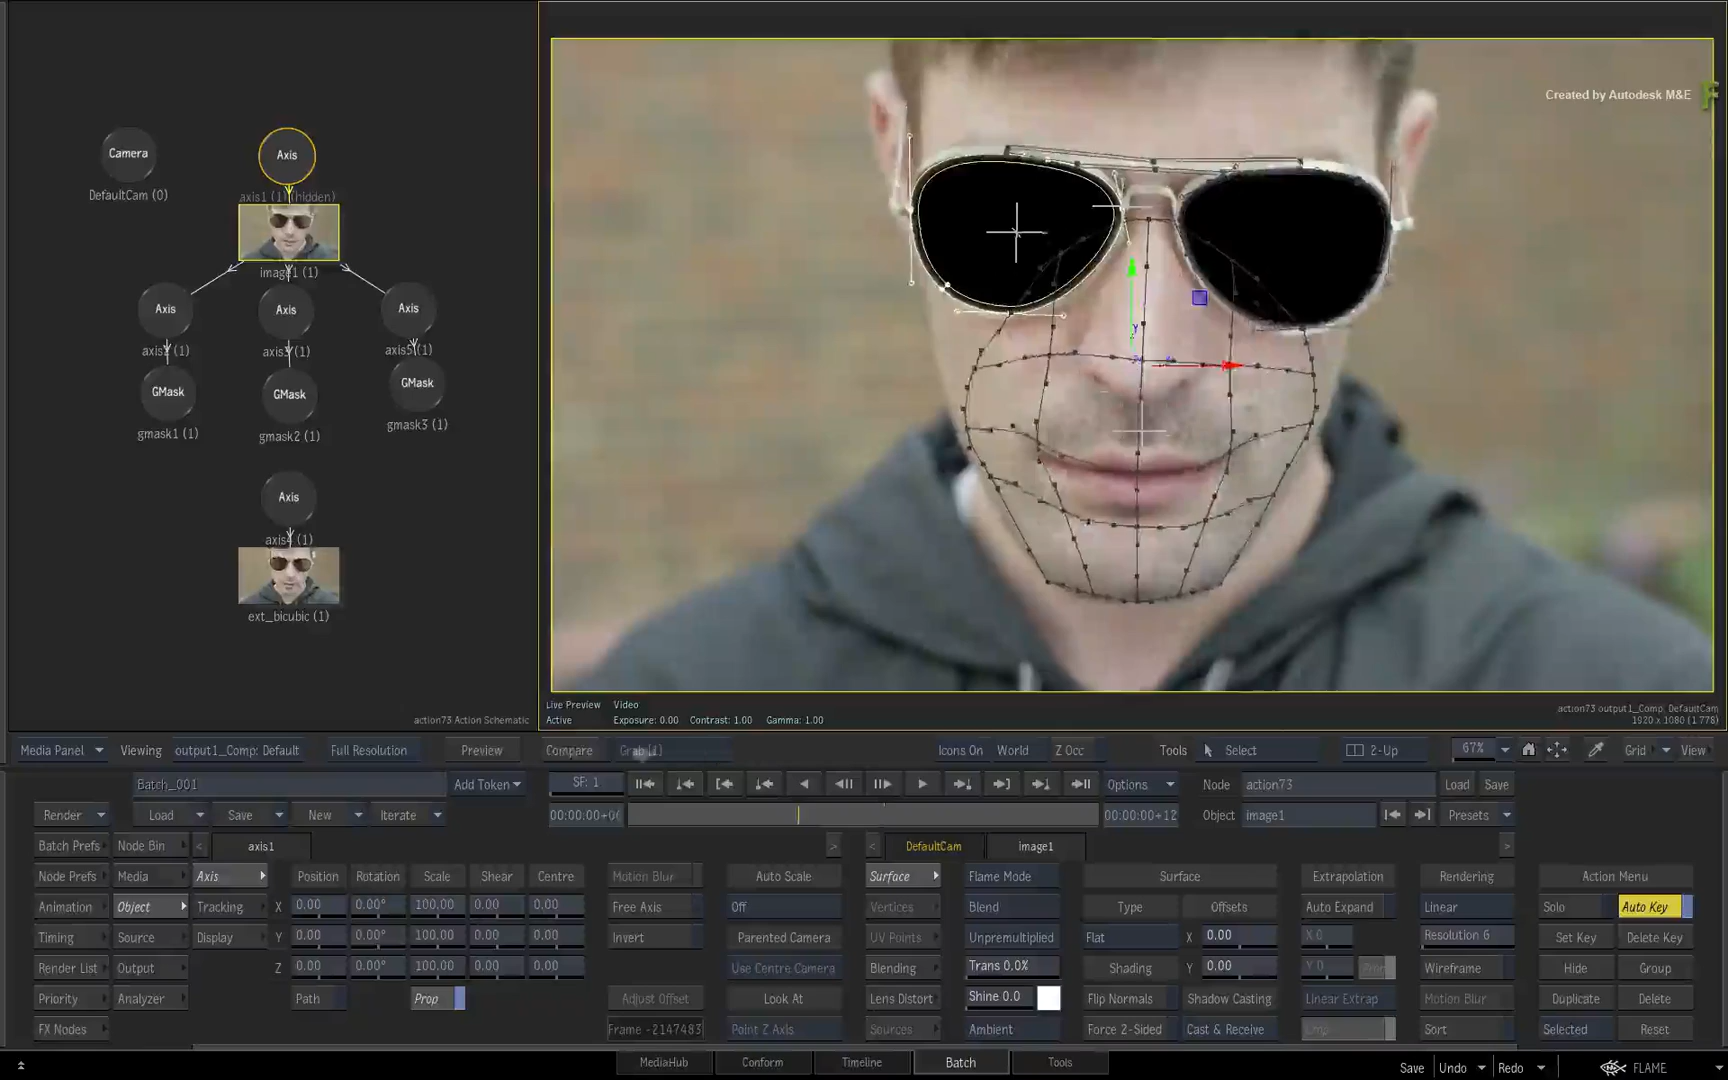 Created by Autodesk M&E
Camera
DefaultCam (0)
Axis
axis1 (1) (hidden)
image1 (1)
Axis
Axis
Axis
axis2 (1)
axis3 (1)
axis5 (1)
GMask
GMask
GMask
gmask1 (1)
gmask2 (1)
gmask3 (1)
Axis
axis4 (1)
ext_bicubic (1)
action73 Action Schematic
Live Preview Video
Active Exposure: 0.00 Contrast: 1.00 Gamma: 1.00
action73 output1_Comp: DefaultCam
1920 x 1080 (1.778)
Media Panel Viewing output1_Comp: Default Full Resolution Preview Compare Grab (1) Icons On World Z Occ Tools Select 2-Up 67% Grid View
Batch_001 Add Token SF: 1 Options Node action73 Load Save
Render Load Save New Iterate 00:00:00+0 00:00:00+12 Object image1 Presets
Batch Prefs Node Bin < axis1 > < DefaultCam image1 >
Node Prefs Media Axis Position Rotation Scale Shear Centre Motion Blur Auto Scale Surface Flame Mode Surface Extrapolation Rendering Action Menu
Animation Object Tracking X 0.00 0.00° 100.00 0.00 0.00 Free Axis Off Vertices Blend Type Offsets Auto Expand Linear Solo Auto Key
Timing Source Display Y 0.00 0.00° 100.00 0.00 0.00 Invert Parented Camera UV Points Unpremultiplied Flat X 0.00 X 0 Resolution 6 Set Key Delete Key
Render List Output Z 0.00 0.00° 100.00 0.00 0.00 Use Centre Camera Blending Trans 0.0% Shading Y 0.00 Y 0 Prop Wireframe Hide Group
Priority Analyzer Path Prop Adjust Offset Look At Lens Distort Shine 0.0 Flip Normals Shadow Casting Linear Extrap Motion Blur Duplicate Delete
FX Nodes Frame -2147483 Point Z Axis Sources Ambient Force 2-Sided Cast & Receive Sort Selected Reset
MediaHub Conform Timeline Batch Tools Save Undo Redo FLAME